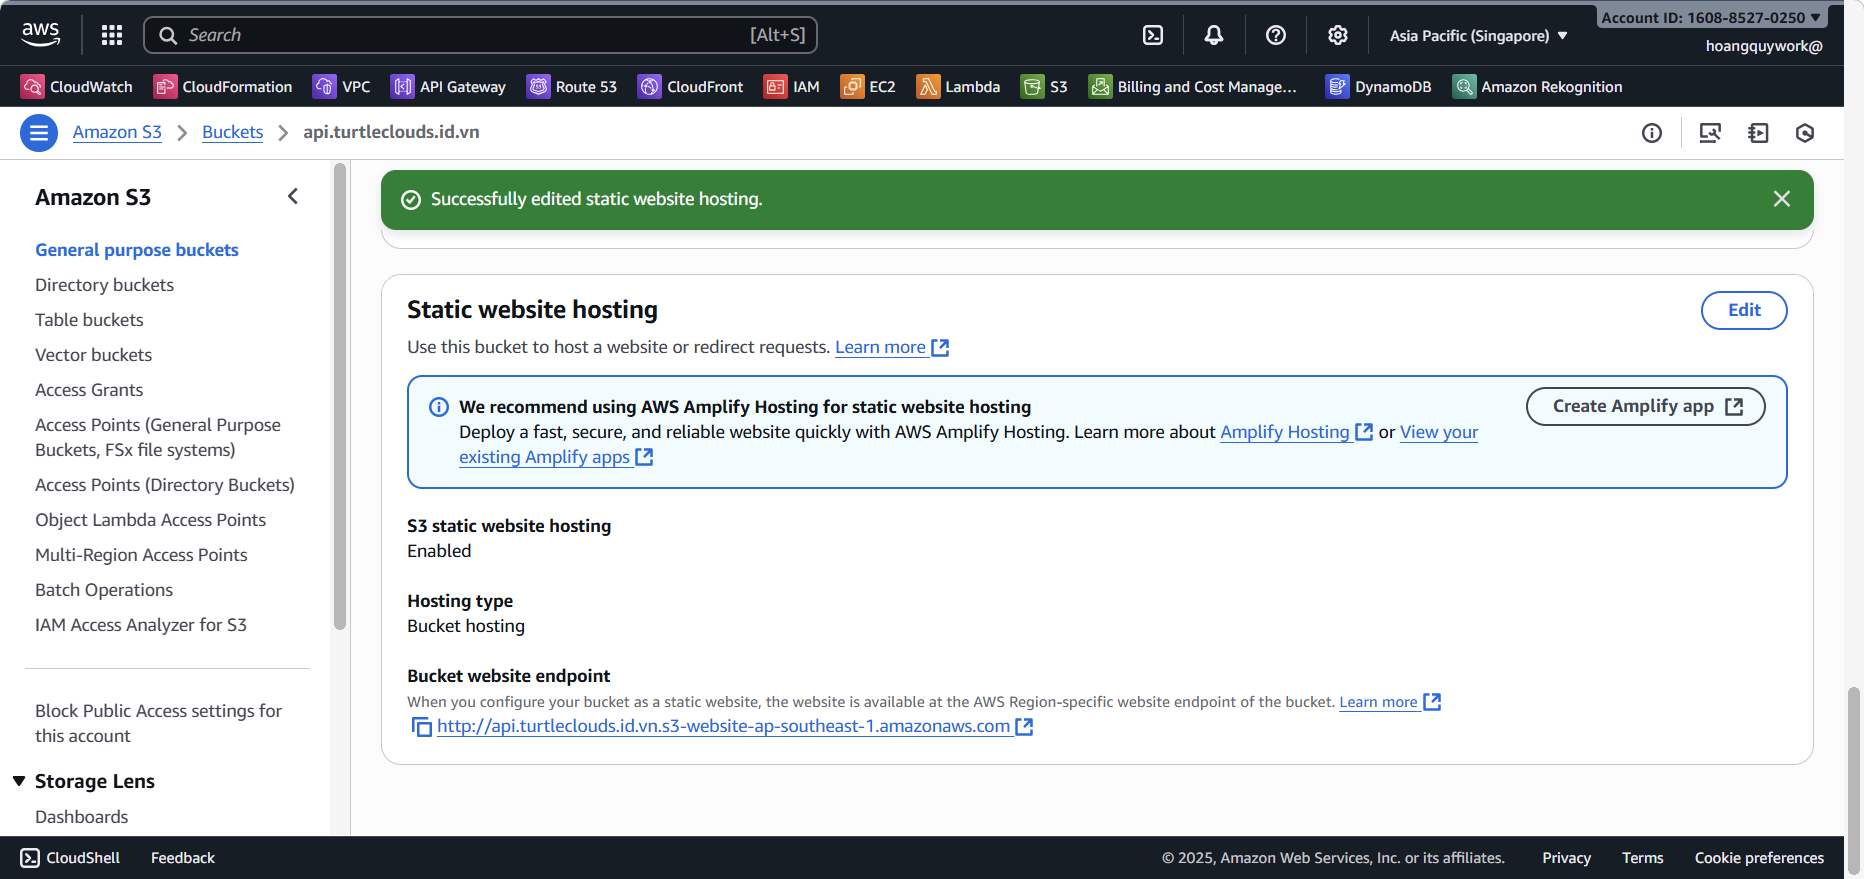 aws
Search
[Alt+S]
Asia Pacific (Singapore)
Account ID: 1608-8527-0250
hoangquywork@
CloudWatch
CloudFormation
VPC
API Gateway
Route 53
CloudFront
IAM
EC2
Lambda
S3
Billing and Cost Manage...
DynamoDB
Amazon Rekognition
Amazon S3 > Buckets > api.turtleclouds.id.vn
Amazon S3
General purpose buckets
Directory buckets
Table buckets
Vector buckets
Access Grants
Access Points (General Purpose
Buckets, FSx file systems)
Access Points (Directory Buckets)
Object Lambda Access Points
Multi-Region Access Points
Batch Operations
IAM Access Analyzer for S3
Block Public Access settings for
this account
Storage Lens
Dashboards
Successfully edited static website hosting.
Static website hosting
Edit
Use this bucket to host a website or redirect requests. Learn more
We recommend using AWS Amplify Hosting for static website hosting
Deploy a fast, secure, and reliable website quickly with AWS Amplify Hosting. Learn more about Amplify Hosting or View your
existing Amplify apps
Create Amplify app
S3 static website hosting
Enabled
Hosting type
Bucket hosting
Bucket website endpoint
When you configure your bucket as a static website, the website is available at the AWS Region-specific website endpoint of the bucket. Learn more
http://api.turtleclouds.id.vn.s3-website-ap-southeast-1.amazonaws.com
CloudShell
Feedback
© 2025, Amazon Web Services, Inc. or its affiliates.
Privacy
Terms
Cookie preferences